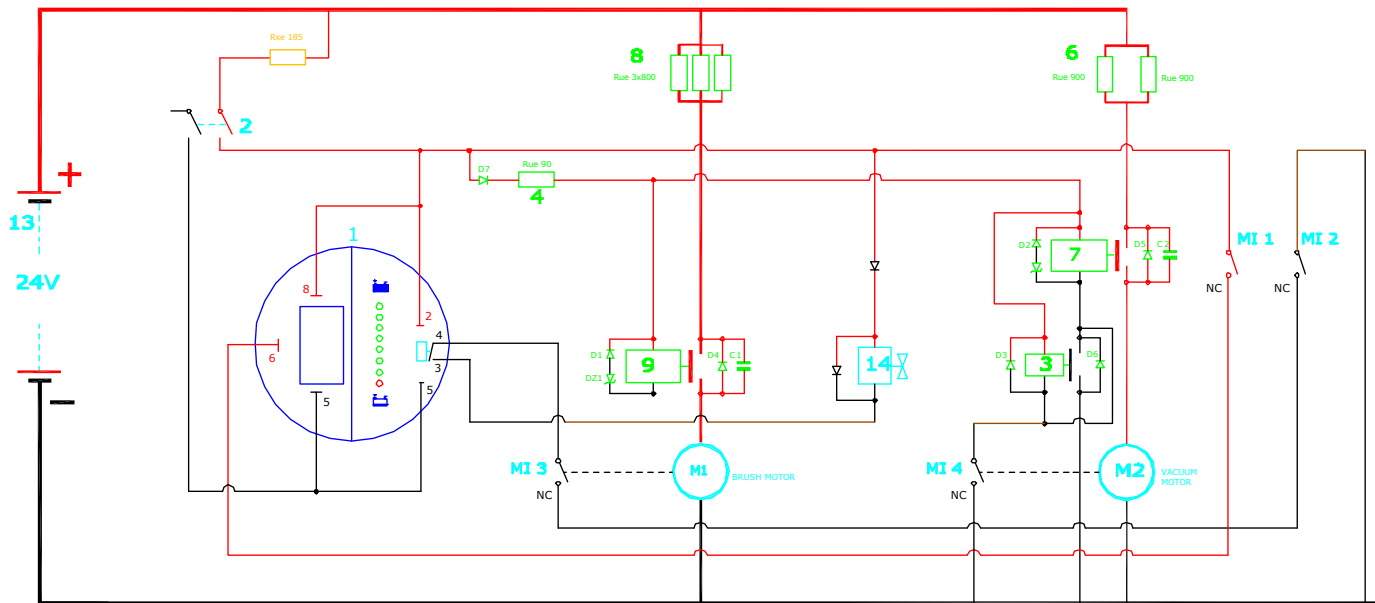 Rxe 185
8
Rue 3x800
6
Rue 900
Rue 900
2
+
D7
Rue 90
4
13
1
24V
8
2
4
6
3
5
5
D2
7
D5
C2
MI 1
MI 2
NC
NC
D1
DZ1
9
D4
C1
14
D3
3
D6
−
MI 3
NC
M1
BRUSH MOTOR
MI 4
NC
M2
VACUUM
MOTOR